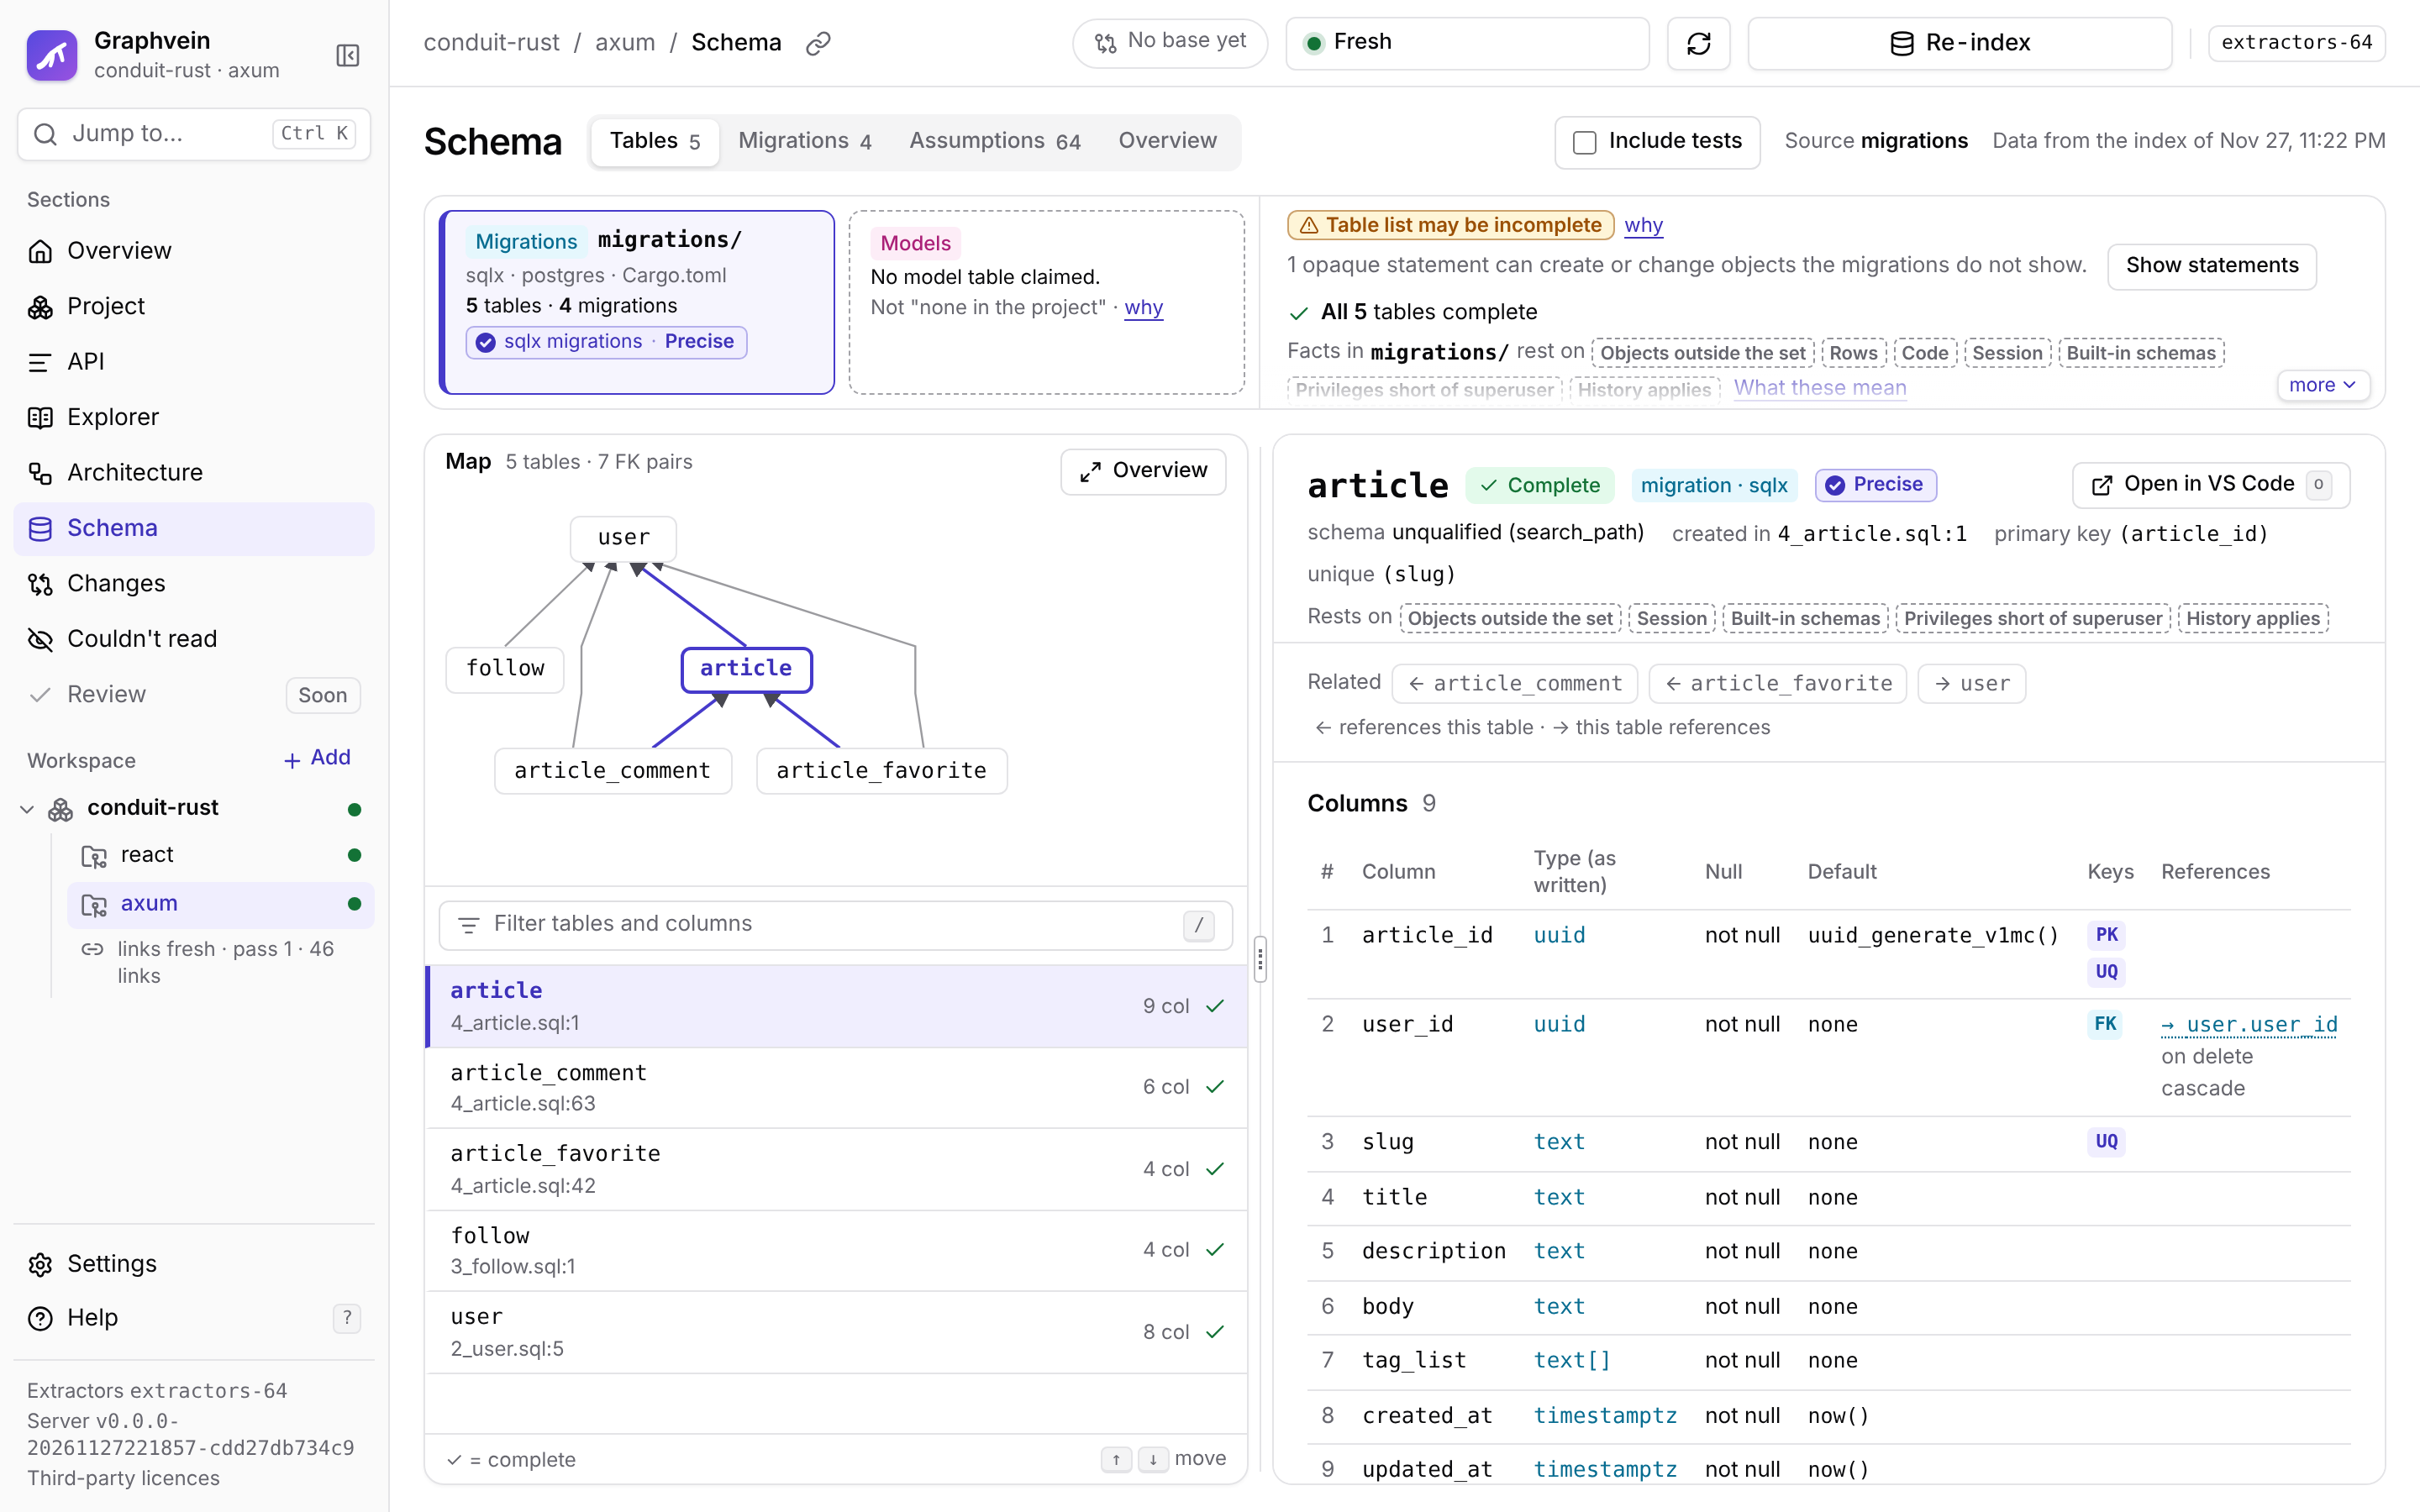 Graphvein
conduit-rust · axum
Jump to...
Ctrl K
Sections
Overview
Project
API
Explorer
Architecture
Schema
Changes
Couldn't read
Review
Soon
Workspace
+ Add
conduit-rust
react
axum
links fresh · pass 1 · 46
links
Settings
Help
?
Extractors extractors-64
Server v0.0.0-
20261127221857-cdd27db734c9
Third-party licences
conduit-rust / axum / Schema
No base yet
Fresh
Re-index
extractors-64
Schema
Tables 5
Migrations 4
Assumptions 64
Overview
Include tests
Source migrations
Data from the index of Nov 27, 11:22 PM
Migrations migrations/
sqlx · postgres · Cargo.toml
5 tables · 4 migrations
sqlx migrations · Precise
Models
No model table claimed.
Not "none in the project" · why
Table list may be incomplete why
1 opaque statement can create or change objects the migrations do not show.
Show statements
All 5 tables complete
Facts in migrations/ rest on Objects outside the set Rows Code Session Built-in schemas
Privileges short of superuser History applies What these mean
more
Map 5 tables · 7 FK pairs
Overview
user
follow
article
article_comment
article_favorite
Filter tables and columns
/
article
4_article.sql:1
9 col ✓
article_comment
4_article.sql:63
6 col ✓
article_favorite
4_article.sql:42
4 col ✓
follow
3_follow.sql:1
4 col ✓
user
2_user.sql:5
8 col ✓
✓ = complete
↑ ↓ move
article
✓ Complete
migration · sqlx
Precise
Open in VS Code O
schema unqualified (search_path) created in 4_article.sql:1 primary key (article_id)
unique (slug)
Rests on Objects outside the set Session Built-in schemas Privileges short of superuser History applies
Related ← article_comment ← article_favorite → user
← references this table · → this table references
Columns 9
# Column Type (as written) Null Default Keys References
1 article_id uuid not null uuid_generate_v1mc() PK UQ
2 user_id uuid not null none FK → user.user_id
on delete
cascade
3 slug text not null none UQ
4 title text not null none
5 description text not null none
6 body text not null none
7 tag_list text[] not null none
8 created_at timestamptz not null now()
9 updated_at timestamptz not null now()